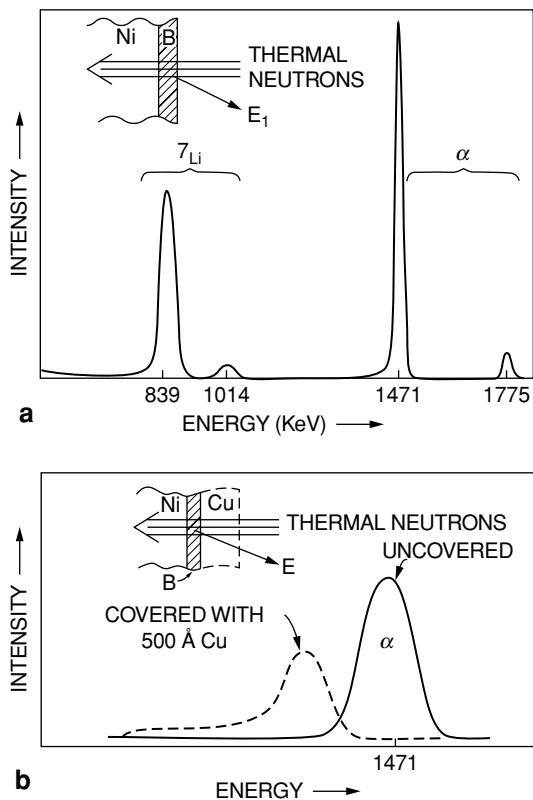 Ni B
THERMAL
NEUTRONS
E₁
7Li
α
INTENSITY
839 1014 1471 1775
a
ENERGY (KeV)
Ni Cu
THERMAL NEUTRONS
B
E
UNCOVERED
COVERED WITH
500 Å Cu
α
INTENSITY
1471
b
ENERGY